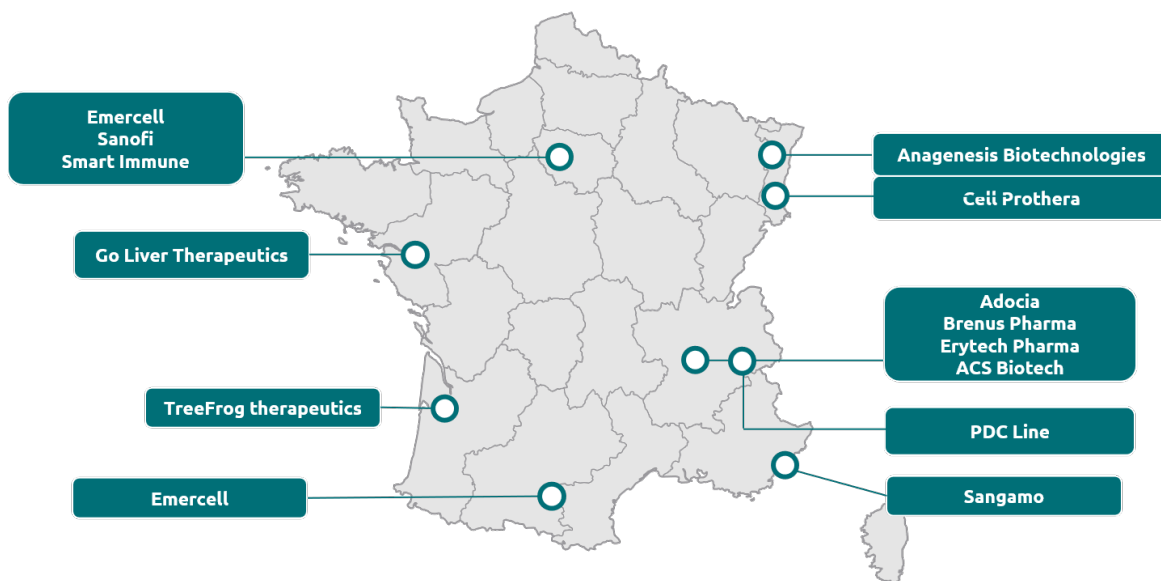 Emercell
Sanofi
Smart Immune
Anagenesis Biotechnologies
Cell Prothera
Go Liver Therapeutics
Adocia
Brenus Pharma
Erytech Pharma
ACS Biotech
TreeFrog therapeutics
PDC Line
Emercell
Sangamo